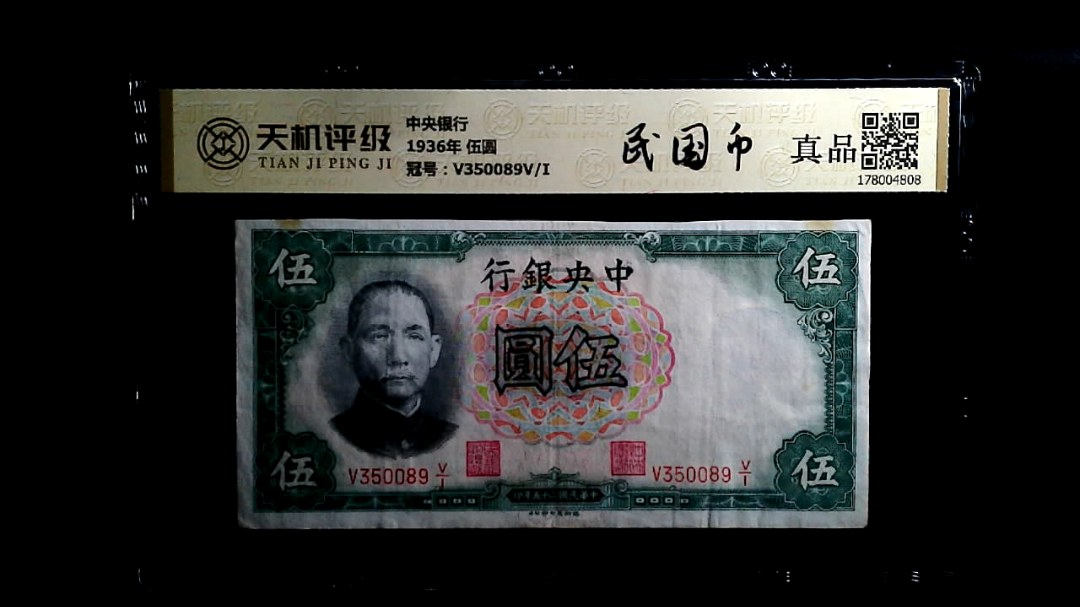 天机评级
TIAN JI PING JI
中央银行
1936年 伍圆
冠号：V350089V/I
民国币
真品
178004808
伍
伍
行銀央中
圓伍
V350089 V/I
V350089 V/I
伍
伍